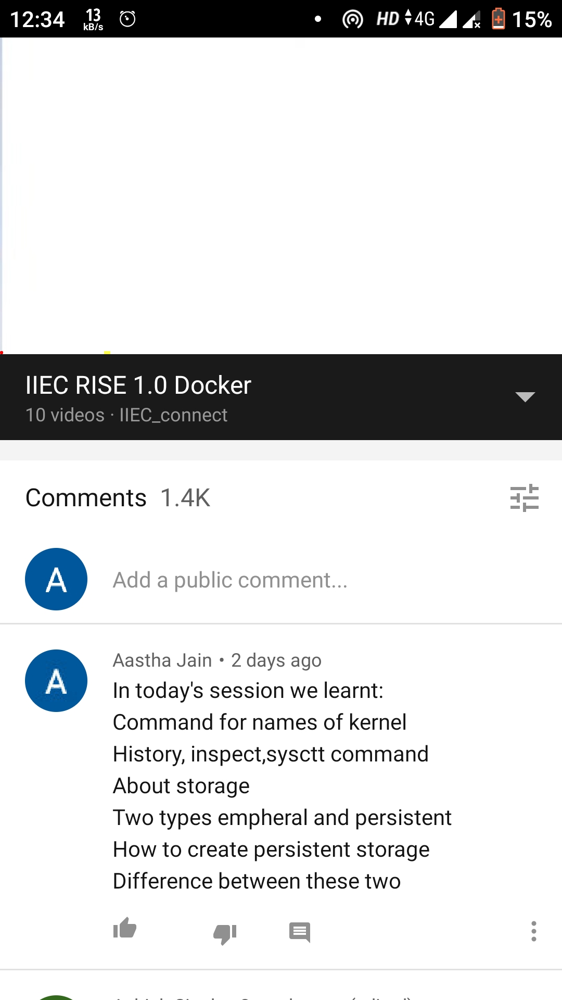 12:34 13 kB/s HD 4G 15%
IIEC RISE 1.0 Docker
10 videos · IIEC_connect
Comments 1.4K
A Add a public comment...
A Aastha Jain • 2 days ago
In today's session we learnt:
Command for names of kernel
History, inspect,sysctt command
About storage
Two types empheral and persistent
How to create persistent storage
Difference between these two